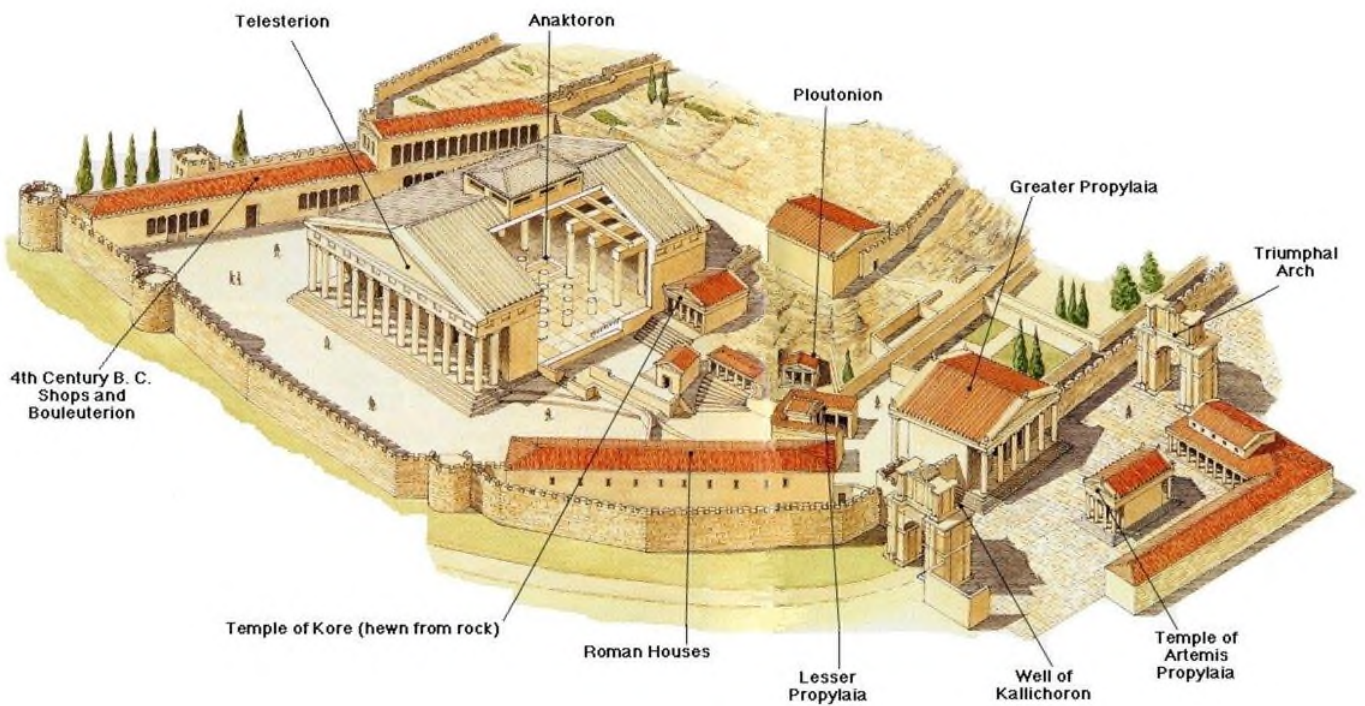 Telesterion
Anaktoron
Ploutonion
Greater Propylaia
Triumphal
Arch
4th Century B. C.
Shops and
Bouleuterion
Temple of Kore (hewn from rock)
Roman Houses
Lesser
Propylaia
Well of
Kallichoron
Temple of
Artemis
Propylaia